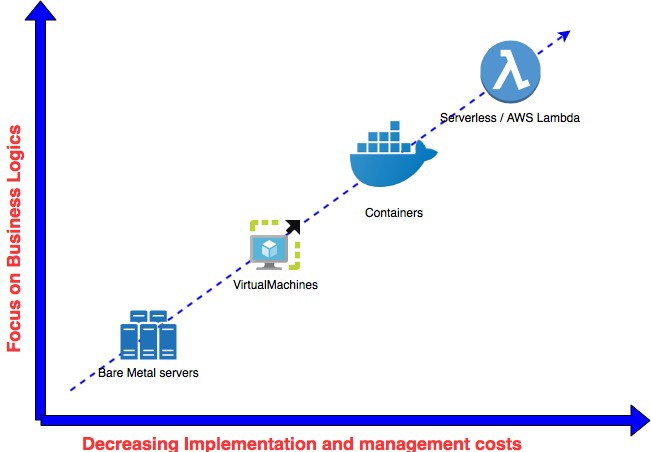 Serverless / AWS Lambda
Containers
VirtualMachines
Bare Metal servers
Focus on Business Logics
Decreasing Implementation and management costs